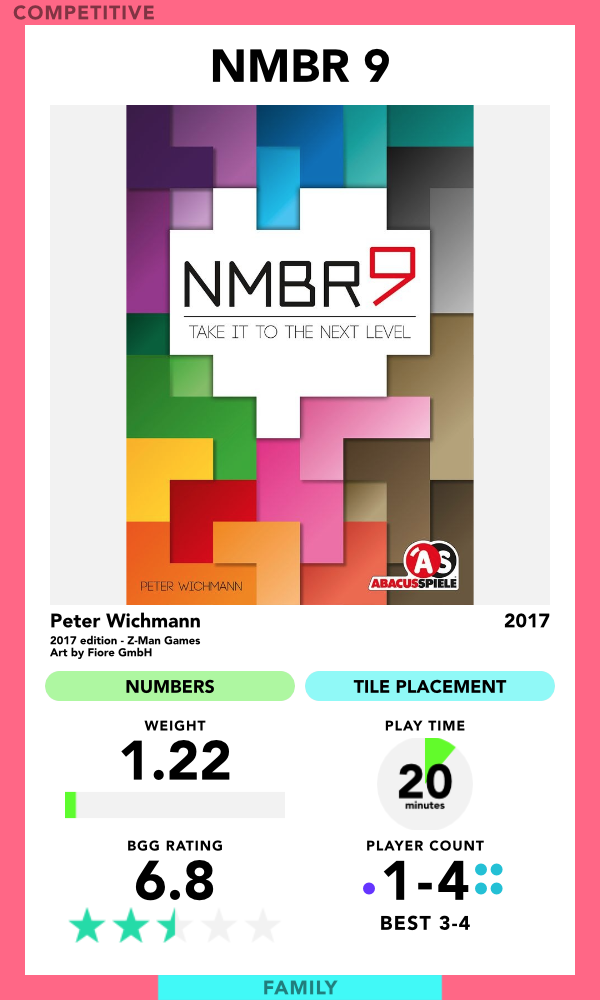 COMPETITIVE
NMBR 9
NMBR9
TAKE IT TO THE NEXT LEVEL
PETER WICHMANN
AS
ABACUSSPIELE
Peter Wichmann
2017
2017 edition - Z-Man Games
Art by Fiore GmbH
NUMBERS
TILE PLACEMENT
WEIGHT
1.22
PLAY TIME
20
minutes
BGG RATING
6.8
PLAYER COUNT
1-4
BEST 3-4
FAMILY